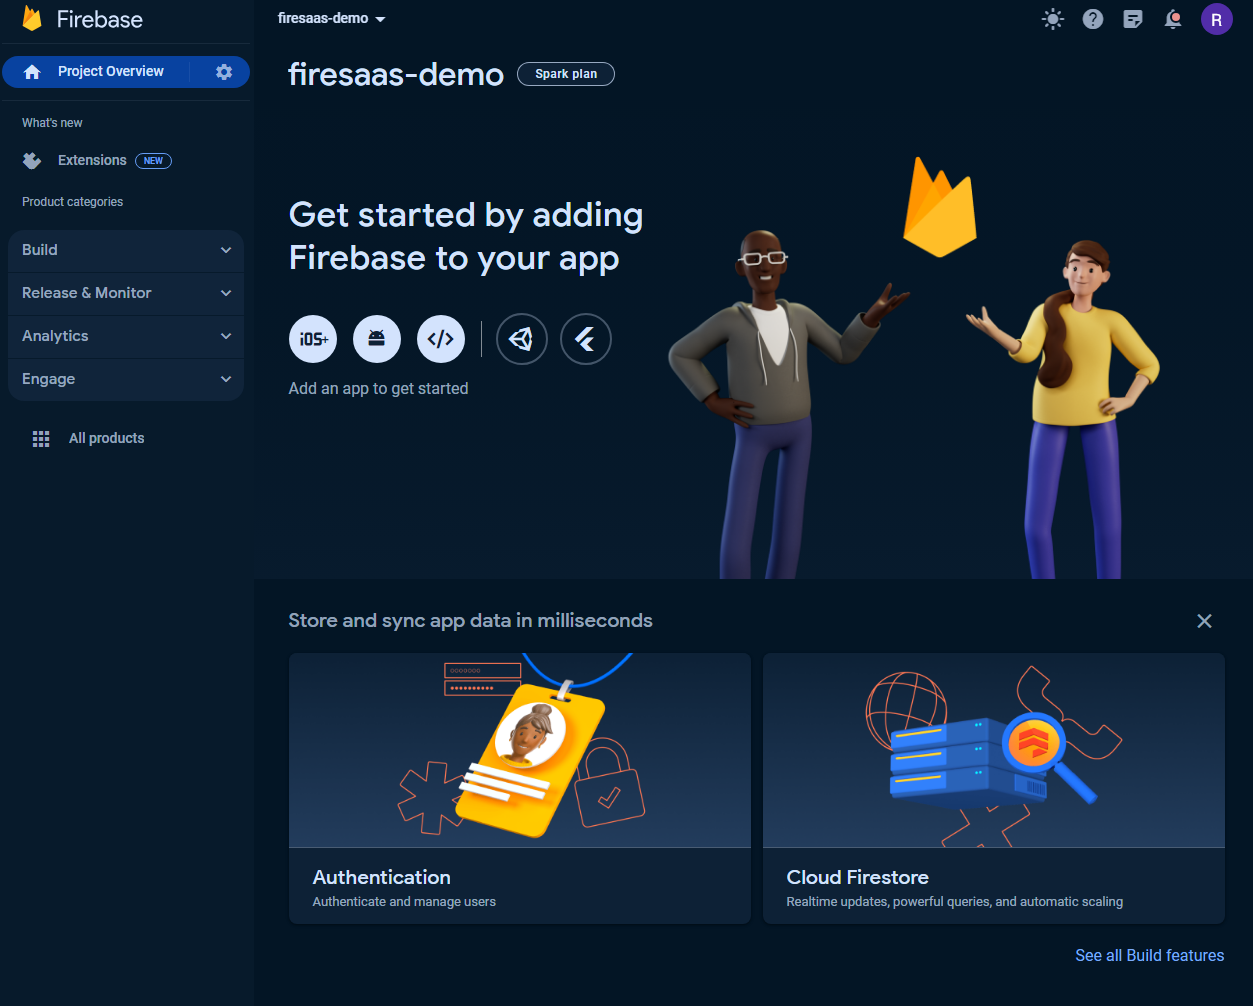 Firebase
firesaas-demo
R
Project Overview
firesaas-demo
Spark plan
What's new
Extensions
NEW
Product categories
Build
Release & Monitor
Analytics
Engage
All products
Get started by adding
Firebase to your app
iOS+
Add an app to get started
Store and sync app data in milliseconds
Authentication
Authenticate and manage users
Cloud Firestore
Realtime updates, powerful queries, and automatic scaling
See all Build features